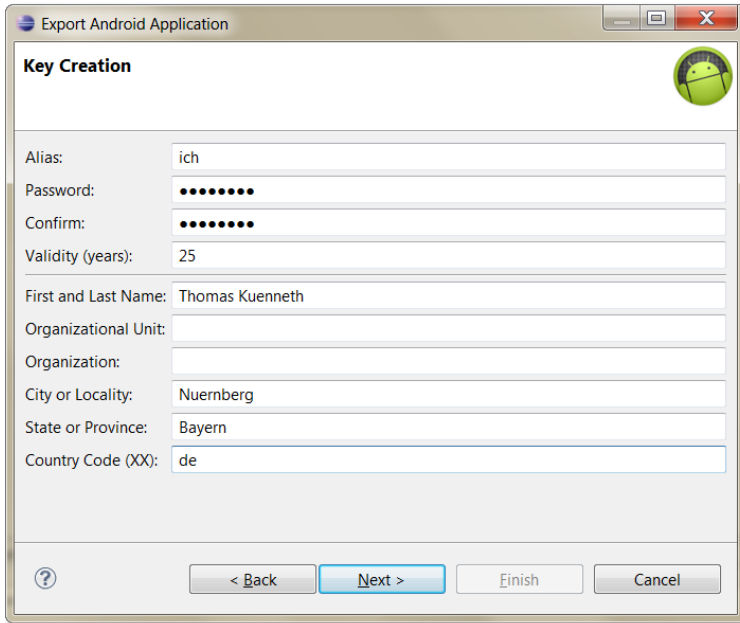 Export Android Application
Key Creation
Alias: ich
Password: ●●●●●●●●
Confirm: ●●●●●●●●
Validity (years): 25
First and Last Name: Thomas Kuenneth
Organizational Unit:
Organization:
City or Locality: Nuernberg
State or Province: Bayern
Country Code (XX): de
? < Back Next > Finish Cancel